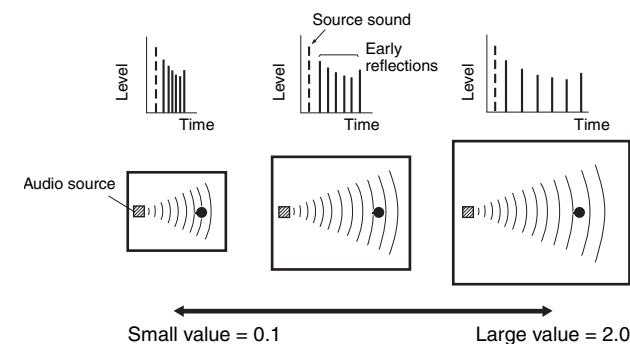 Source sound
Early
reflections
Level
Time
Level
Time
Level
Time
Audio source
Small value = 0.1
Large value = 2.0